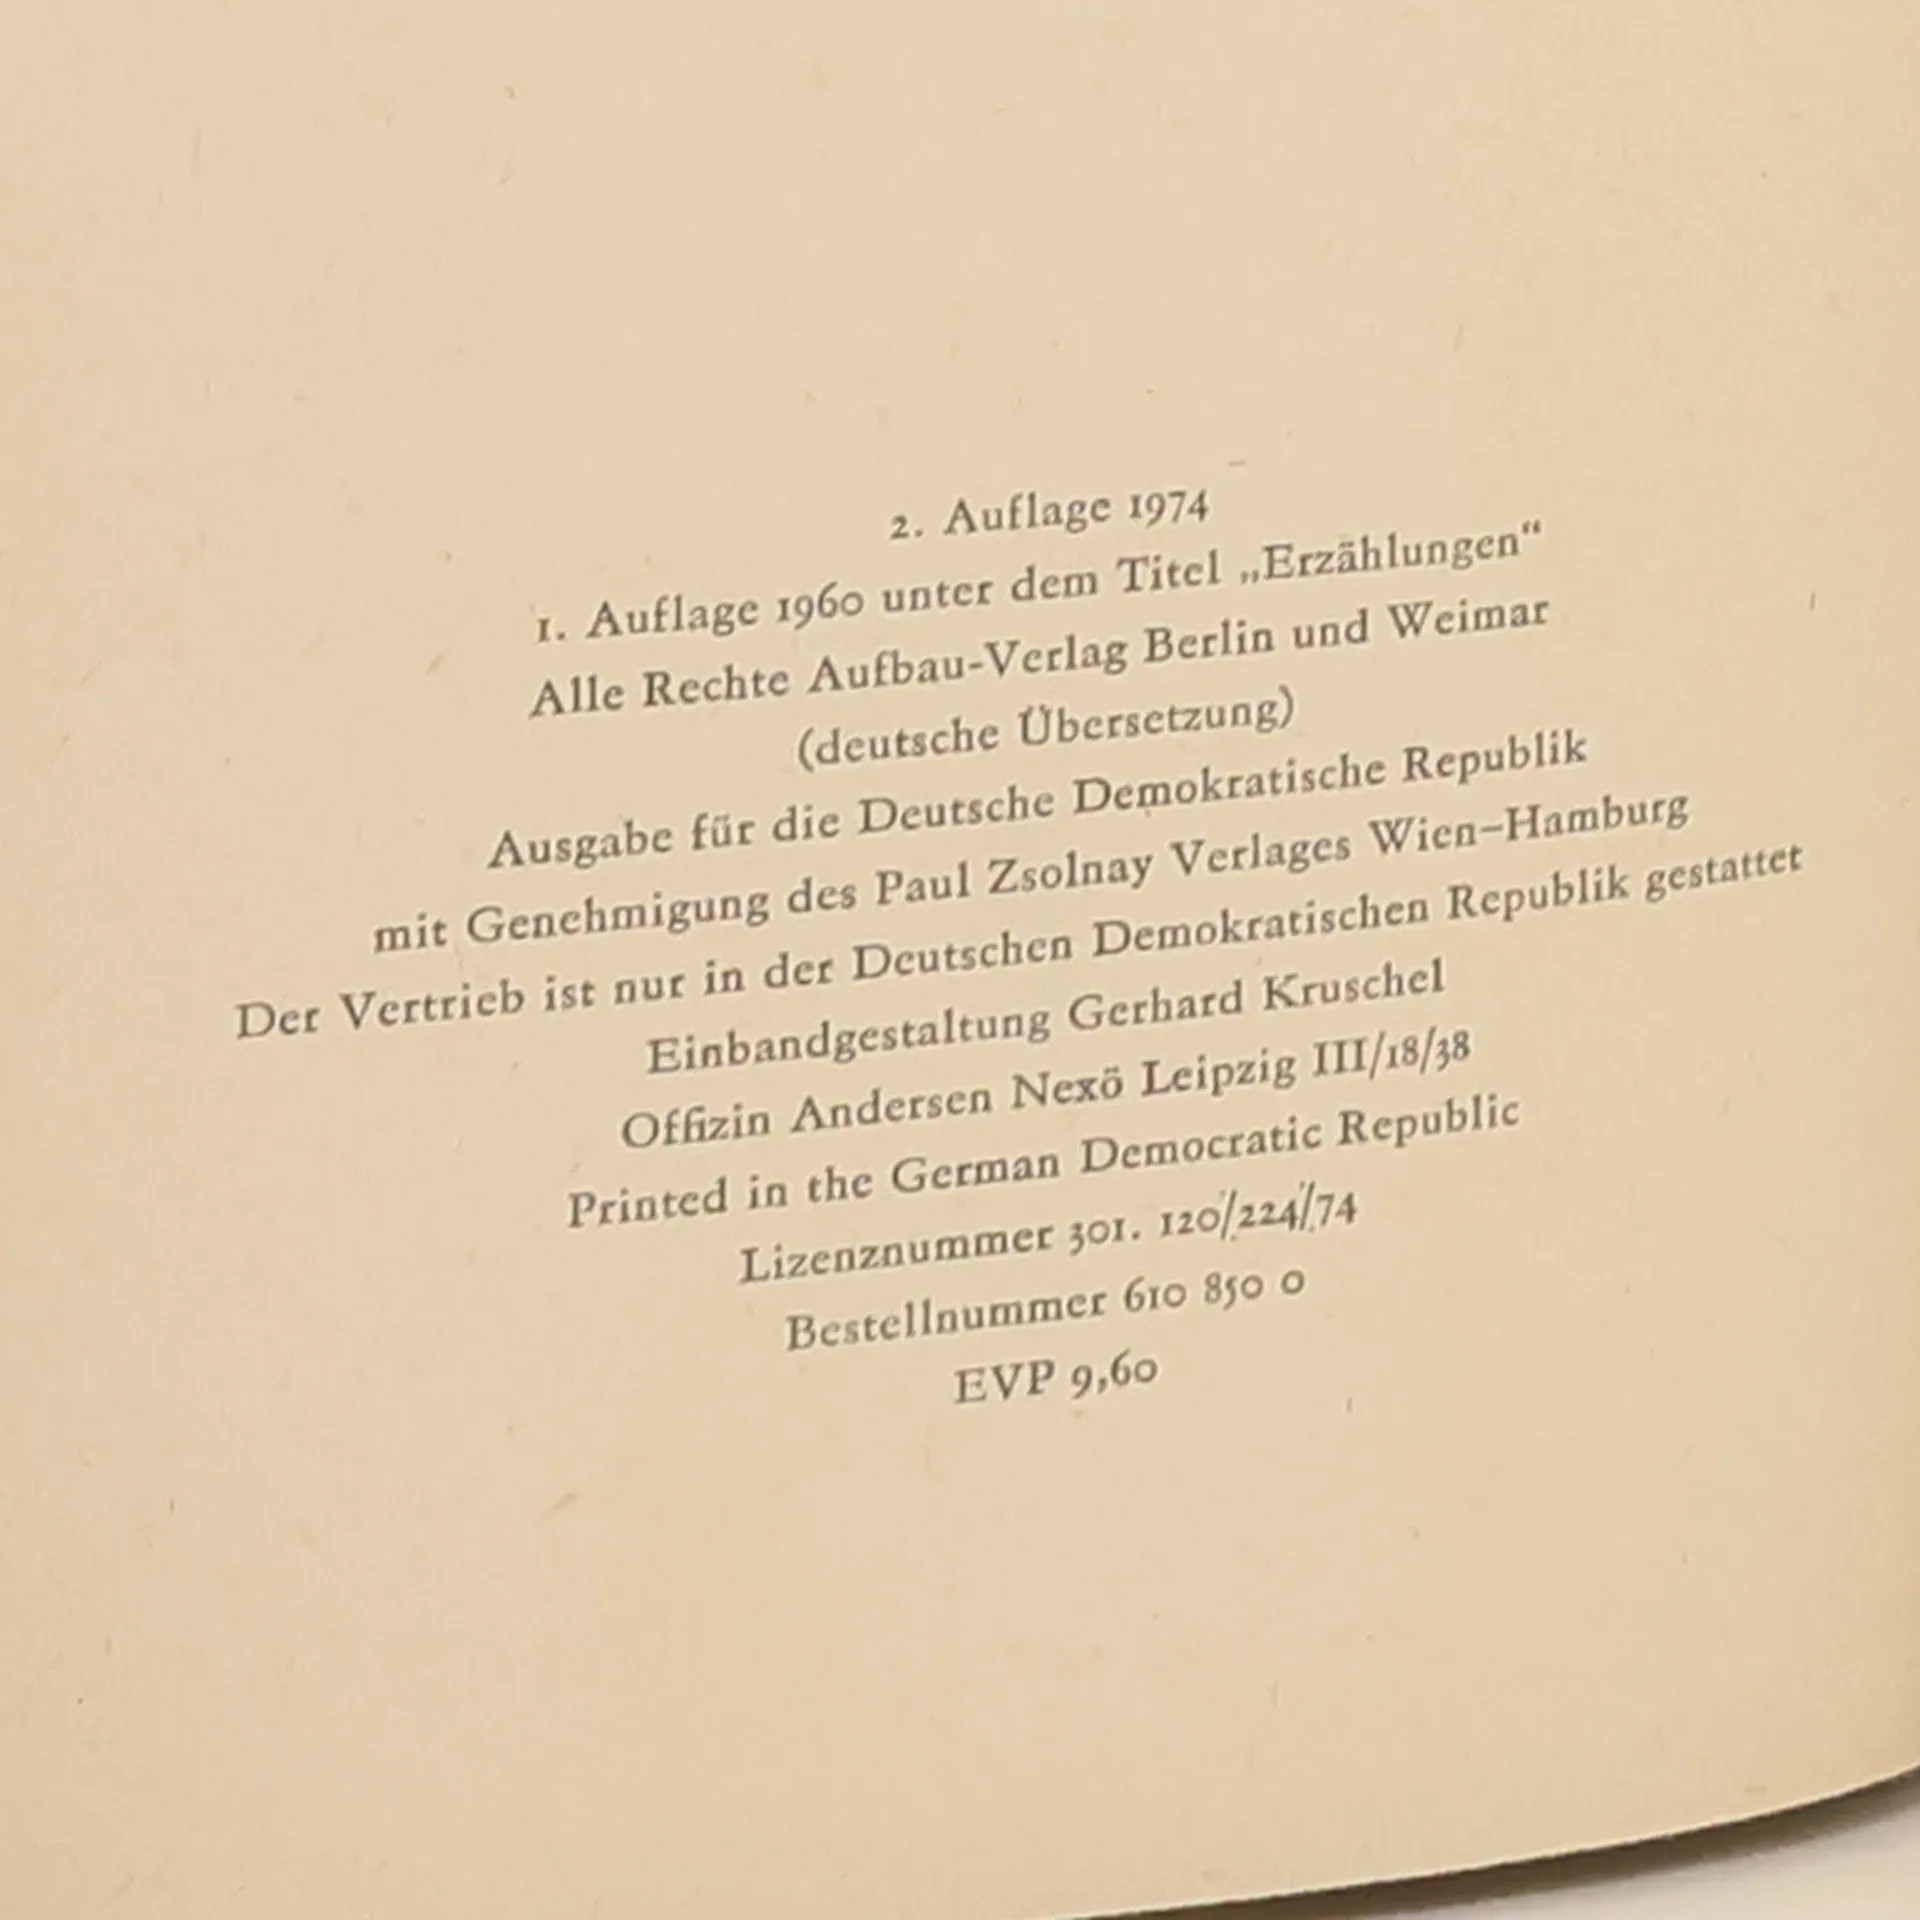 2. Auflage 1974
1. Auflage 1960 unter dem Titel „Erzählungen“
Alle Rechte Aufbau-Verlag Berlin und Weimar
(deutsche Übersetzung)
Ausgabe für die Deutsche Demokratische Republik
mit Genehmigung des Paul Zsolnay Verlages Wien–Hamburg
Der Vertrieb ist nur in der Deutschen Demokratischen Republik gestattet
Einbandgestaltung Gerhard Kruschel
Offizin Andersen Nexö Leipzig III/18/38
Printed in the German Democratic Republic
Lizenznummer 301. 120/224/74
Bestellnummer 610 850 0
EVP 9,60